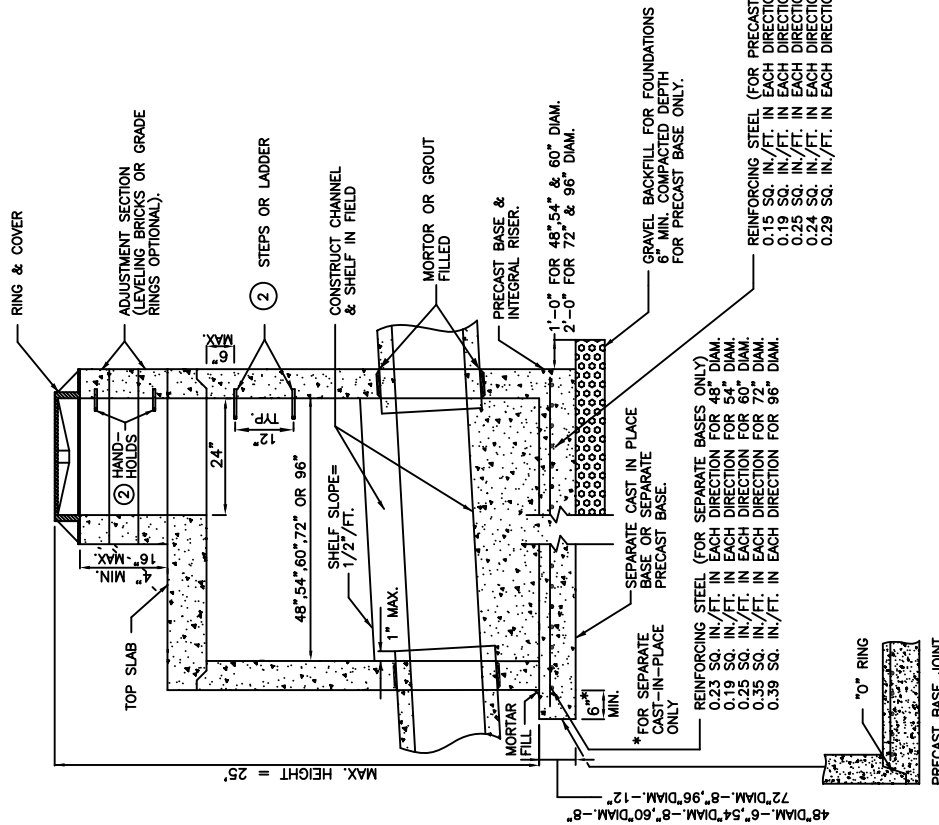 RING & COVER
ADJUSTMENT SECTION
(LEVELING BRICKS OR GRADE
RINGS OPTIONAL).
② HAND-
HOLDS
24"
6"
MAX.
② STEPS OR LADDER
12"
TYP
TOP SLAB
4" MIN.
16" MAX.
48",54",60",72" OR 96"
SHELF SLOPE=
1/2"/FT.
CONSTRUCT CHANNEL
& SHELF IN FIELD
MORTOR OR GROUT
FILLED
PRECAST BASE &
INTEGRAL RISER.
1" MAX.
1'-0" FOR 48",54" & 60" DIAM.
2'-0" FOR 72" & 96" DIAM.
GRAVEL BACKFILL FOR FOUNDATIONS
6" MIN. COMPACTED DEPTH
FOR PRECAST BASE ONLY.
MAX. HEIGHT = 25'
MORTAR
FILL
6"*
MIN.
*FOR SEPARATE
CAST-IN-PLACE
ONLY
SEPARATE CAST IN PLACE
BASE OR SEPARATE
PRECAST BASE.
REINFORCING STEEL (FOR SEPARATE BASES ONLY)
0.23 SQ. IN./FT. IN EACH DIRECTION FOR 48" DIAM.
0.19 SQ. IN./FT. IN EACH DIRECTION FOR 54" DIAM.
0.25 SQ. IN./FT. IN EACH DIRECTION FOR 60" DIAM.
0.35 SQ. IN./FT. IN EACH DIRECTION FOR 72" DIAM.
0.39 SQ. IN./FT. IN EACH DIRECTION FOR 96" DIAM.
REINFORCING STEEL (FOR PRECAST
0.15 SQ. IN./FT. IN EACH DIRECTIO
0.19 SQ. IN./FT. IN EACH DIRECTIO
0.25 SQ. IN./FT. IN EACH DIRECTIO
0.24 SQ. IN./FT. IN EACH DIRECTIO
0.29 SQ. IN./FT. IN EACH DIRECTIO
48"DIAM.-6",54"DIAM.-8",60"DIAM.-8"
72"DIAM.-8",96"DIAM.-12"
"O" RING
PRECAST BASE JOINT